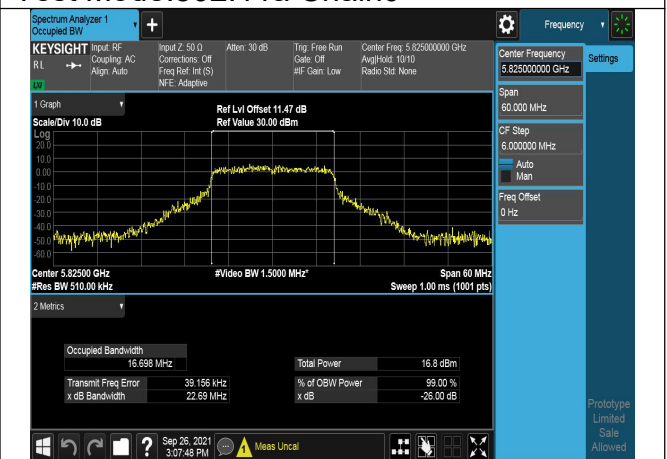 Spectrum Analyzer 1
Occupied BW
+
Frequency
KEYSIGHT
RL
Input: RF
Coupling: AC
Align: Auto
Input Z: 50 Ω
Corrections: Off
Freq Ref: Int (S)
NFE: Adaptive
Atten: 30 dB
Trig: Free Run
Gate: Off
#IF Gain: Low
Center Freq: 5.825000000 GHz
Avg|Hold: 10/10
Radio Std: None
Center Frequency
5.825000000 GHz
Settings
Span
60.000 MHz
CF Step
6.000000 MHz
Auto
Man
Freq Offset
0 Hz
1 Graph
Scale/Div 10.0 dB
Ref Lvl Offset 11.47 dB
Ref Value 30.00 dBm
Log
20.0
10.0
0.00
-10.0
-20.0
-30.0
-40.0
-50.0
-60.0
Center 5.82500 GHz
#Video BW 1.5000 MHz*
Span 60 MHz
#Res BW 510.00 kHz
Sweep 1.00 ms (1001 pts)
2 Metrics
Occupied Bandwidth
16.698 MHz
Total Power 16.8 dBm
Transmit Freq Error 39.156 kHz
% of OBW Power 99.00 %
x dB Bandwidth 22.69 MHz
x dB -26.00 dB
Prototype
Limited
Sale
Allowed
?
Sep 26, 2021
3:07:48 PM
Meas Uncal